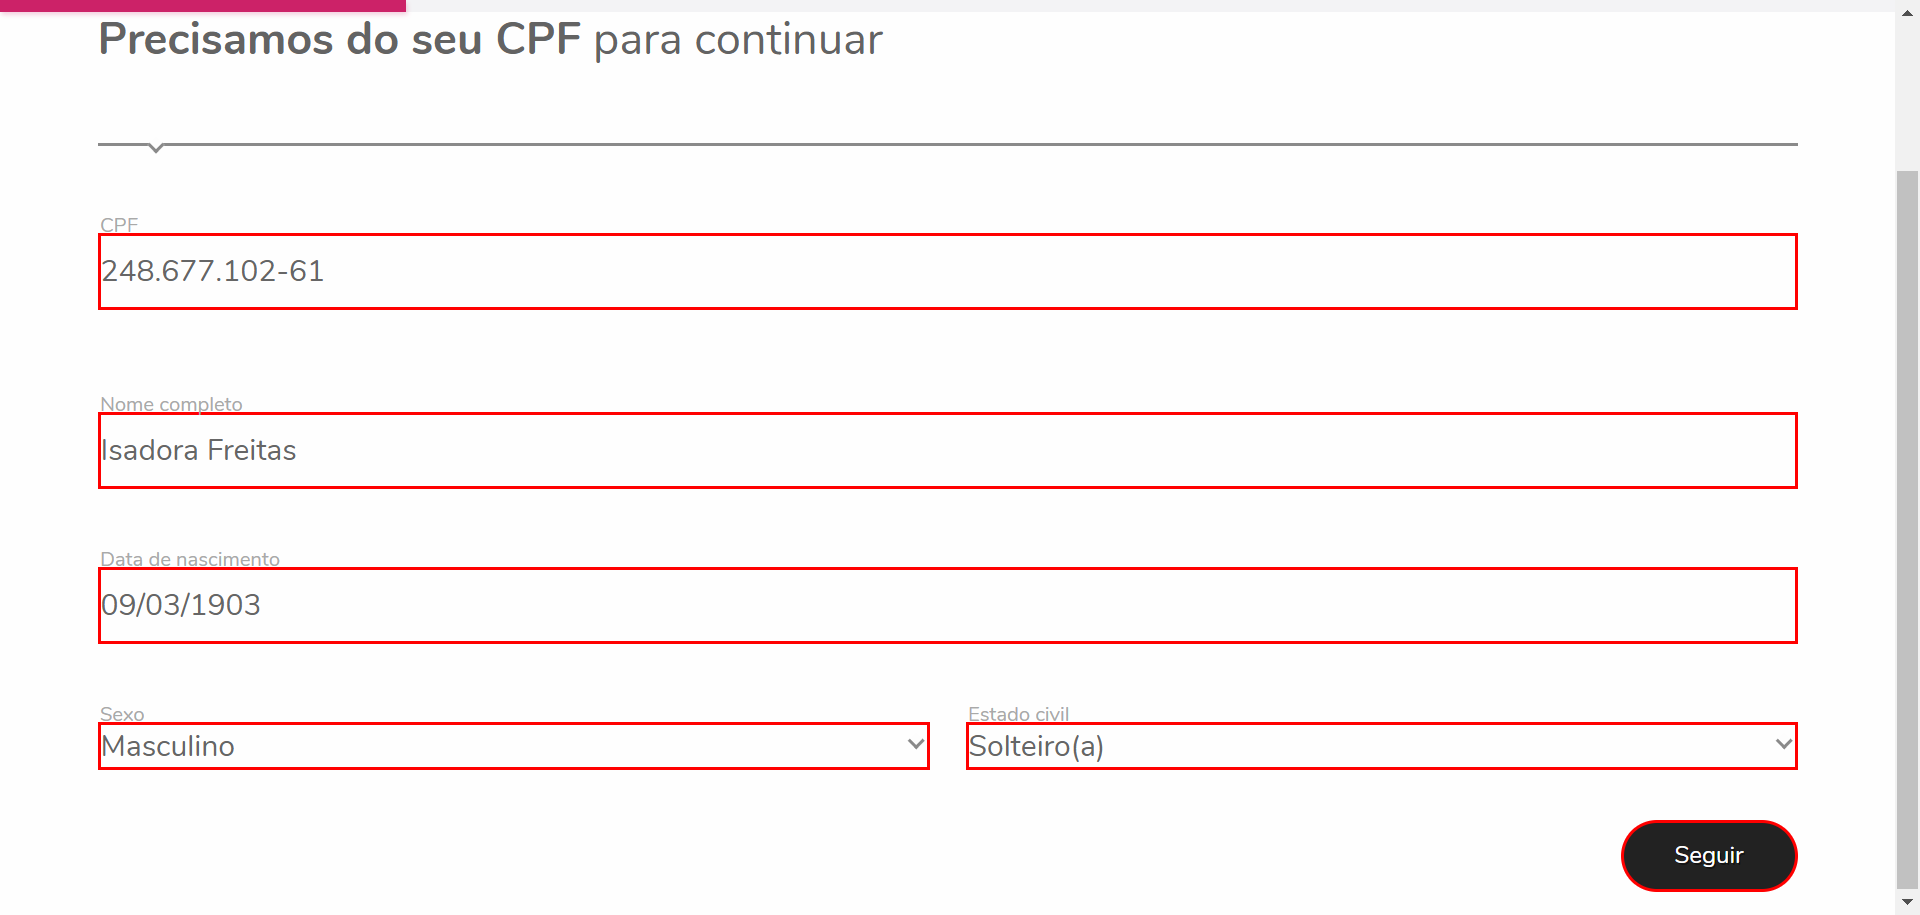 Precisamos do seu CPF para continuar
CPF
248.677.102-61
Nome completo
Isadora Freitas
Data de nascimento
09/03/1903
Sexo
Estado civil
Masculino
Solteiro(a)
Seguir